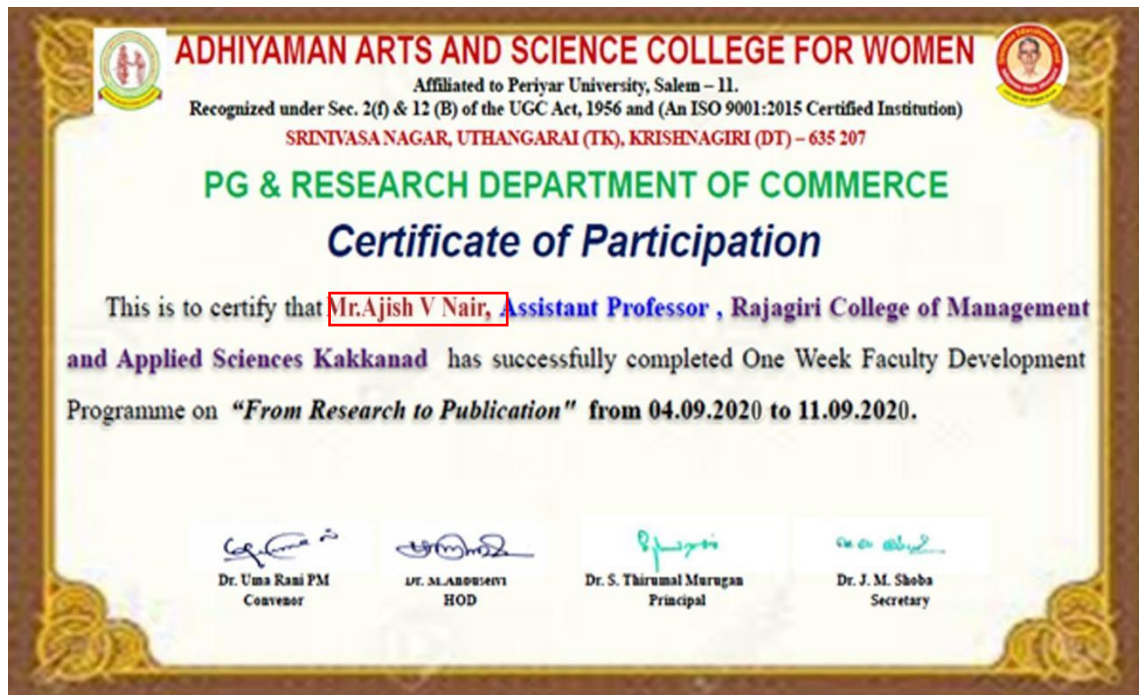 ADHIYAMAN ARTS AND SCIENCE COLLEGE FOR WOMEN
Affiliated to Periyar University, Salem – 11.
Recognized under Sec. 2(f) & 12 (B) of the UGC Act, 1956 and (An ISO 9001:2015 Certified Institution)
SRINIVASA NAGAR, UTHANGARAI (TK), KRISHNAGIRI (DT) – 635 207
PG & RESEARCH DEPARTMENT OF COMMERCE
Certificate of Participation
This is to certify that Mr.Ajish V Nair, Assistant Professor , Rajagiri College of Management
and Applied Sciences Kakkanad has successfully completed One Week Faculty Development
Programme on “From Research to Publication" from 04.09.2020 to 11.09.2020.
Dr. Uma Rani PM
Convenor
Dr.
HOD
Dr. S. Thirumal Murugan
Principal
Dr. J. M. Shoba
Secretary